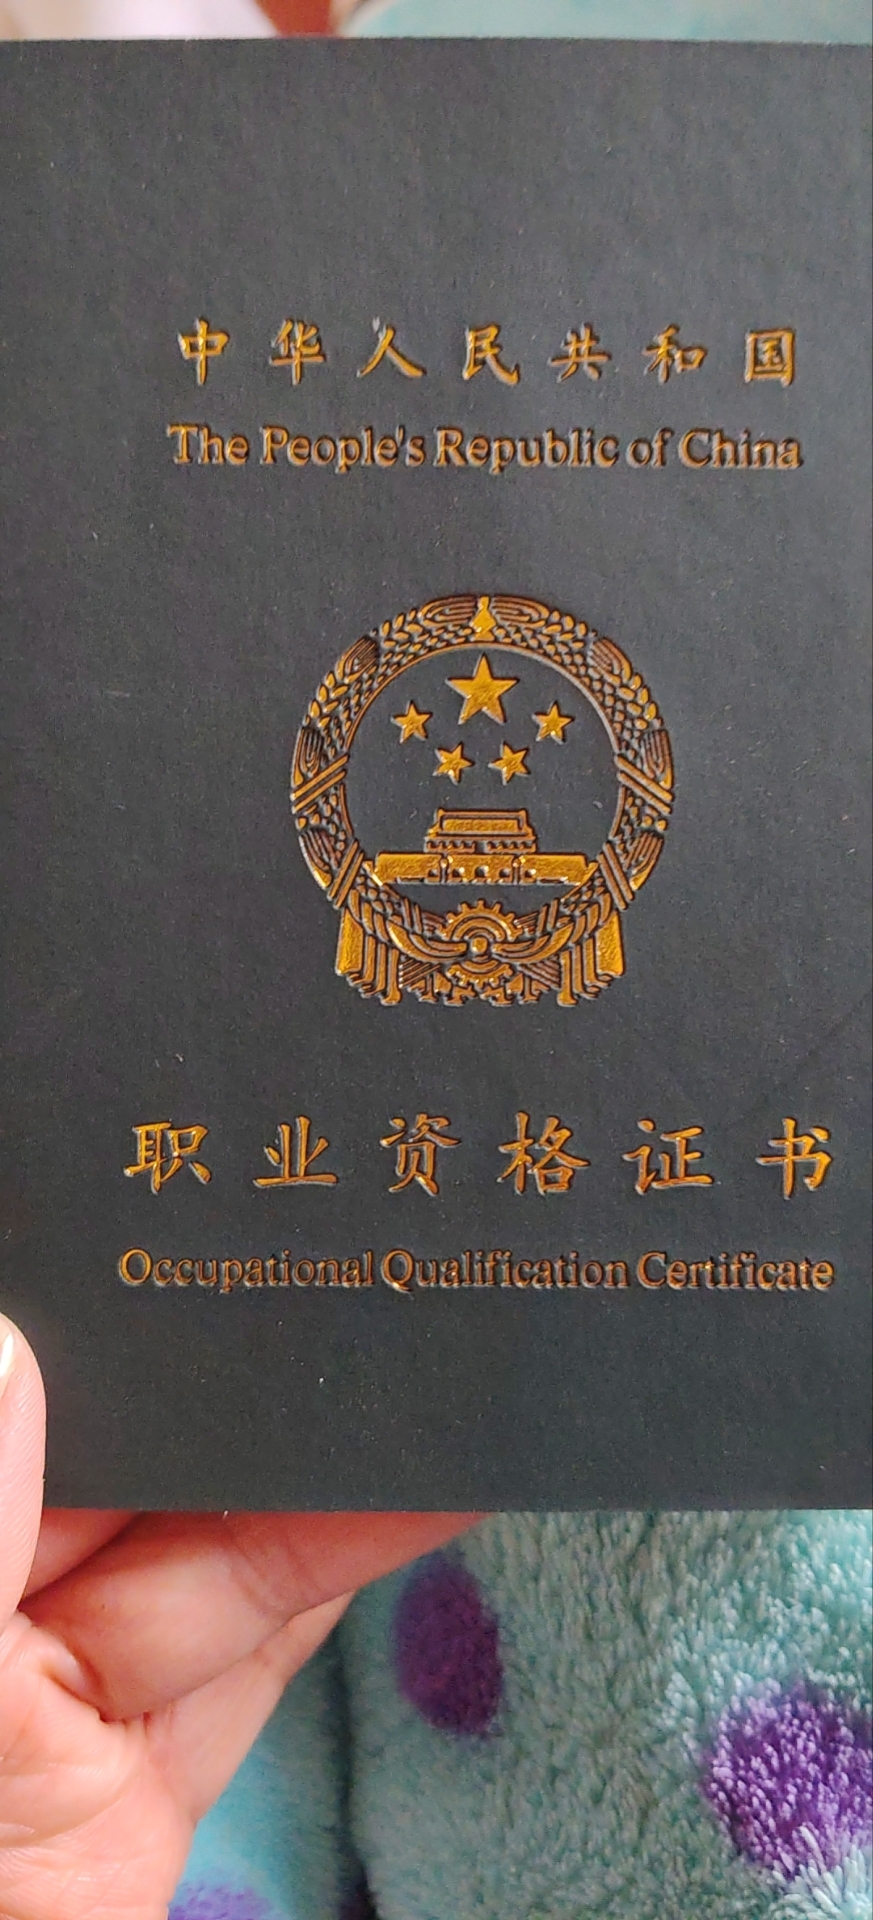 中华人民共和国
The People's Republic of China
职业资格证书
Occupational Qualification Certificate